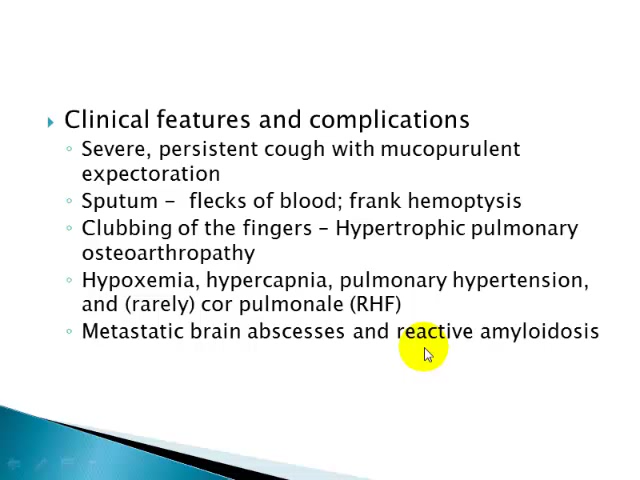 Clinical features and complications
Severe, persistent cough with mucopurulent
expectoration
Sputum – flecks of blood; frank hemoptysis
Clubbing of the fingers – Hypertrophic pulmonary
osteoarthropathy
Hypoxemia, hypercapnia, pulmonary hypertension,
and (rarely) cor pulmonale (RHF)
Metastatic brain abscesses and reactive amyloidosis